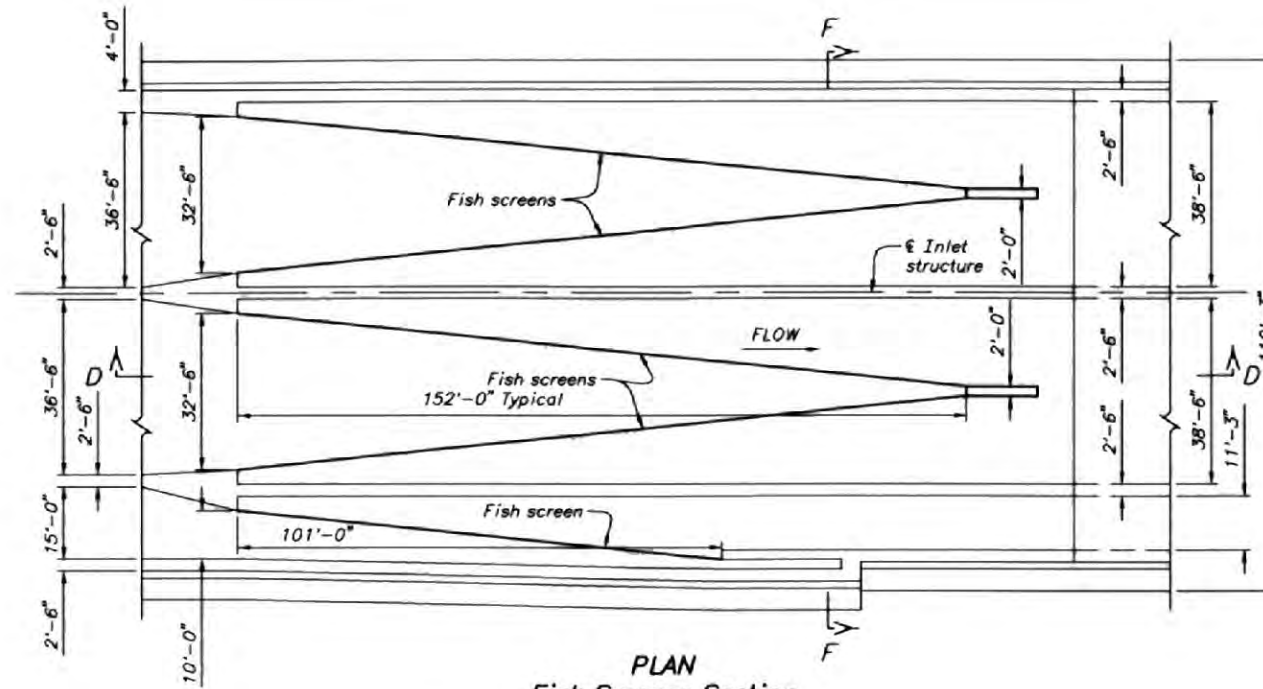 F
4'-0"
36'-6"
32'-6"
2'-6"
Fish screens
℄ Inlet
structure
2'-0"
2'-6"
38'-6"
2'-6"
36'-6"
D
2'-6"
32'-6"
FLOW
Fish screens
152'-0" Typical
2'-0"
2'-6"
D
2'-6"
38'-6"
11'-3"
15'-0"
101'-0"
Fish screen
2'-6"
10'-0"
F
PLAN